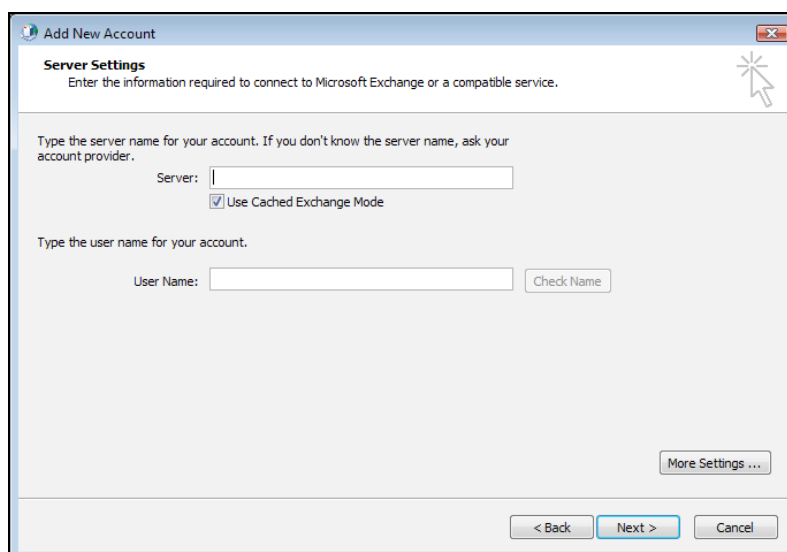 Add New Account
Server Settings
Enter the information required to connect to Microsoft Exchange or a compatible service.
Type the server name for your account. If you don't know the server name, ask your
account provider.
Server:
Use Cached Exchange Mode
Type the user name for your account.
User Name:
Check Name
More Settings ...
< Back
Next >
Cancel